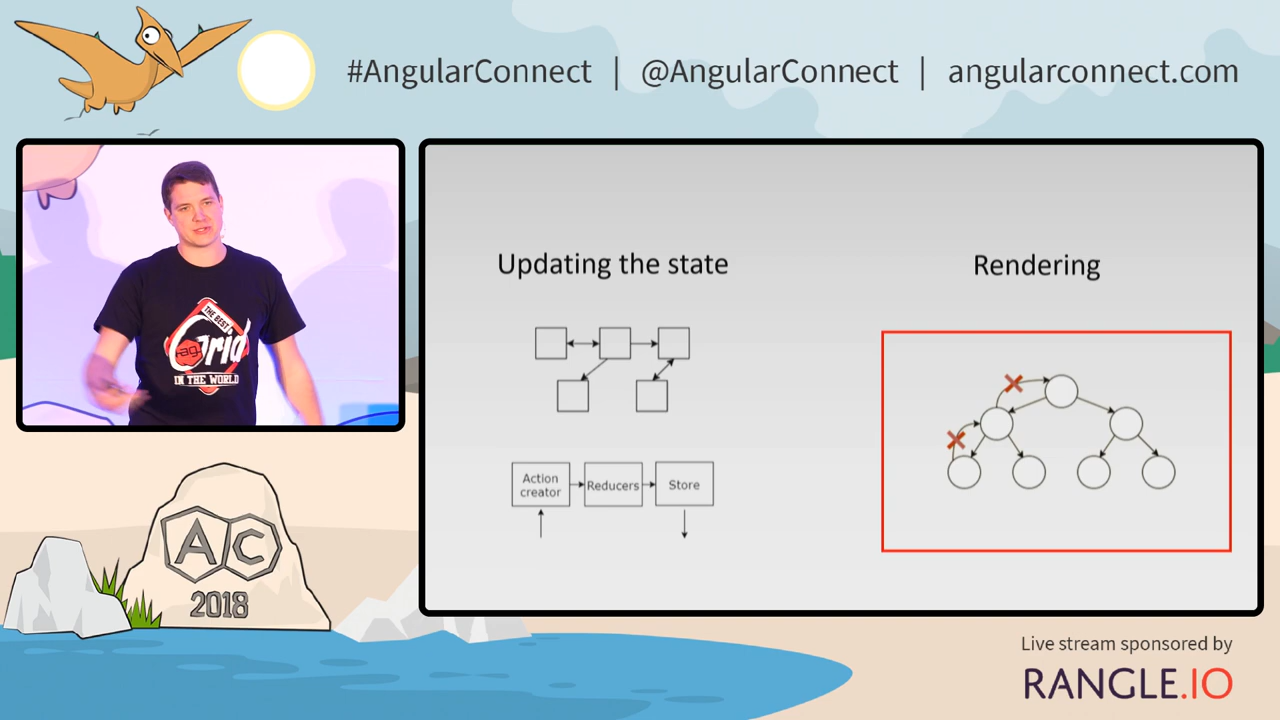 #AngularConnect | @AngularConnect | angularconnect.com
THE BEST
ag
Grid
IN THE WORLD
Updating the state
Rendering
Action
creator
Reducers
Store
AC
2018
Live stream sponsored by
RANGLE.IO